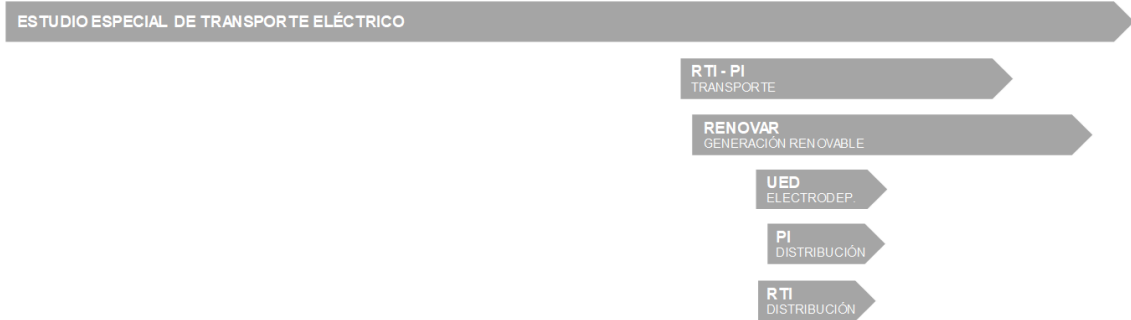 ESTUDIO ESPECIAL DE TRANSPORTE ELÉCTRICO
RTI - PI
TRANSPORTE
RENOVAR
GENERACIÓN RENOVABLE
UED
ELECTRODEP.
PI
DISTRIBUCIÓN
RTI
DISTRIBUCIÓN